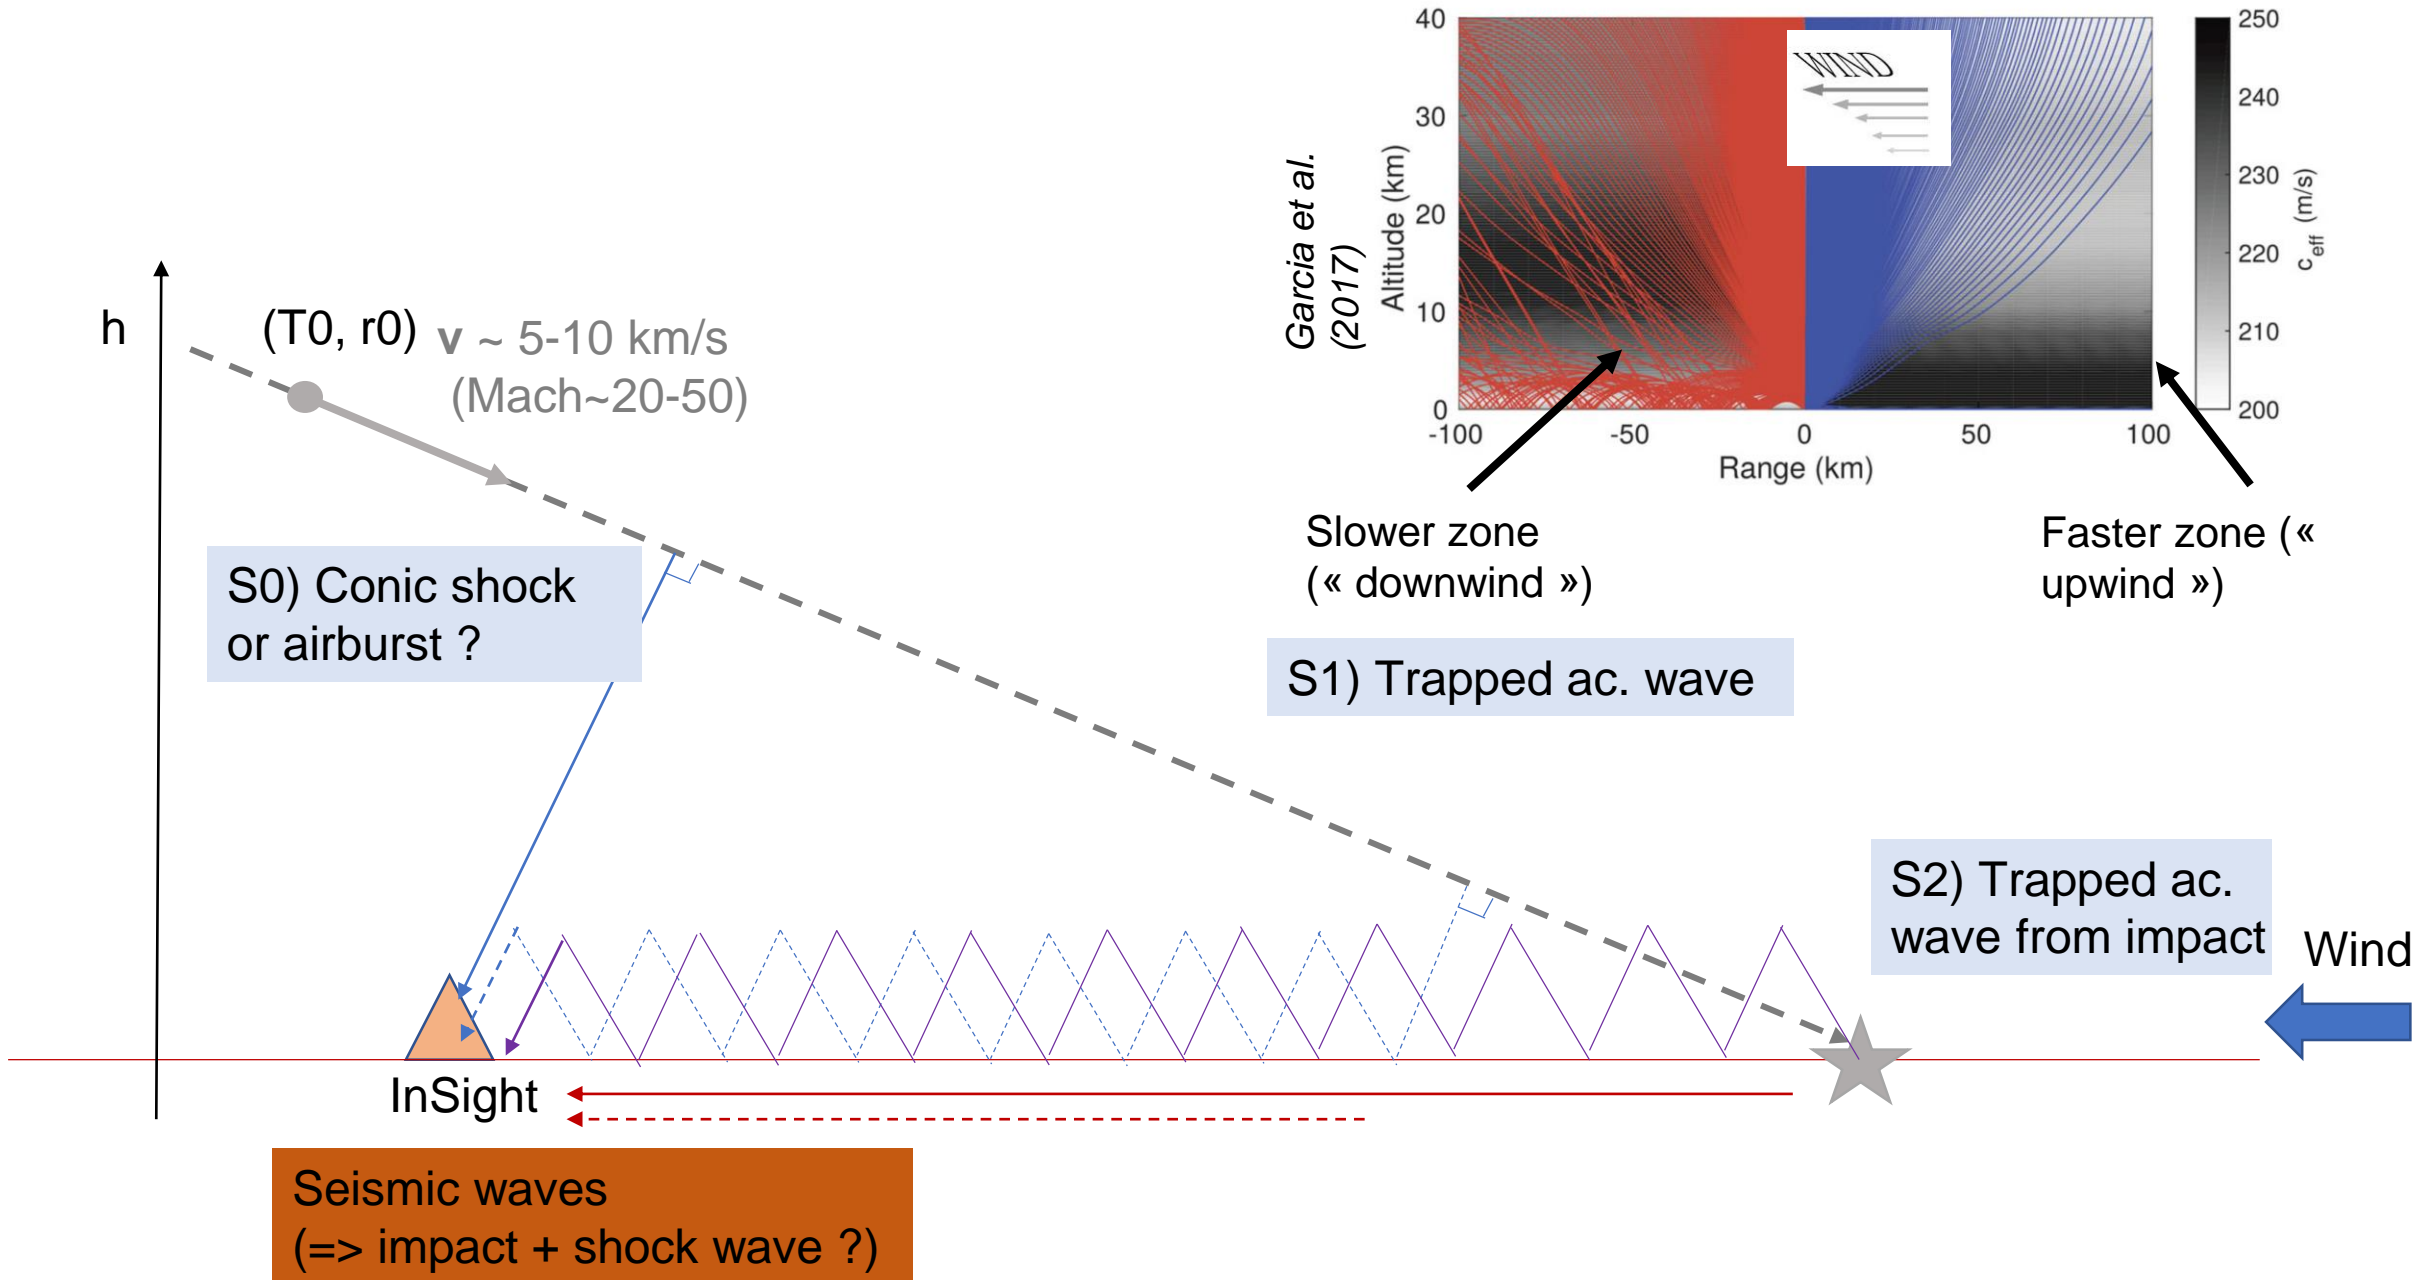 h
(T0, r0)
v ~ 5-10 km/s
(Mach~20-50)
S0) Conic shock
or airburst ?
Garcia et al.
(2017)
Altitude (km)
40
30
20
10
0
-100
-50
0
50
100
Range (km)
WIND
250
240
230
220
210
200
ceff (m/s)
Slower zone
(« downwind »)
Faster zone («
upwind »)
S1) Trapped ac. wave
S2) Trapped ac.
wave from impact
Wind
InSight
Seismic waves
(=> impact + shock wave ?)